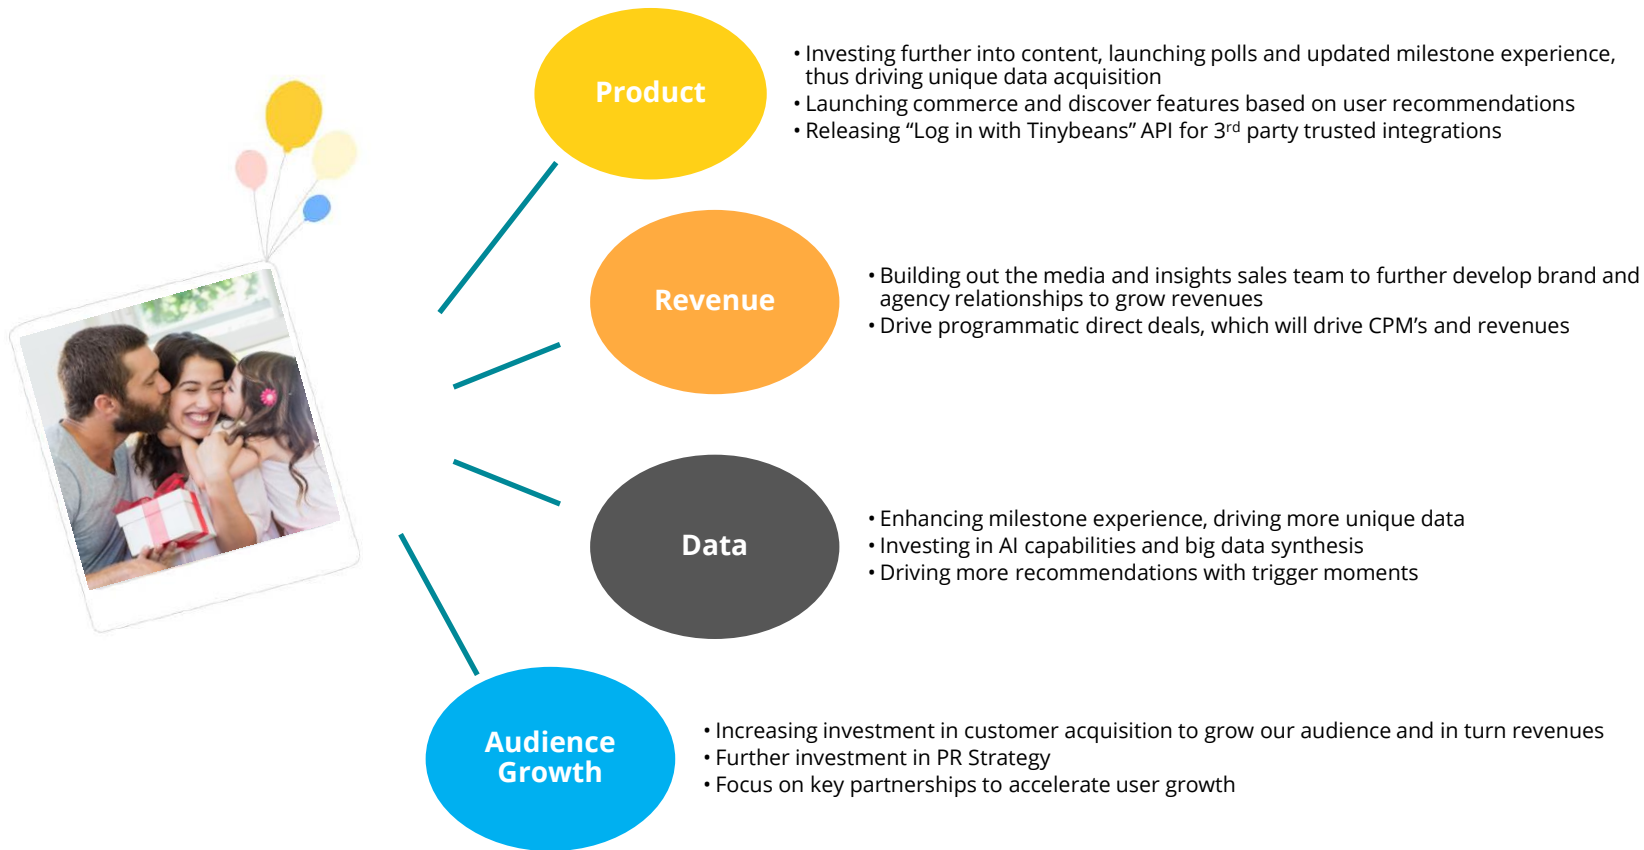 Product
• Investing further into content, launching polls and updated milestone experience,
thus driving unique data acquisition
• Launching commerce and discover features based on user recommendations
• Releasing “Log in with Tinybeans” API for 3rd party trusted integrations
Revenue
• Building out the media and insights sales team to further develop brand and
agency relationships to grow revenues
• Drive programmatic direct deals, which will drive CPM’s and revenues
Data
• Enhancing milestone experience, driving more unique data
• Investing in AI capabilities and big data synthesis
• Driving more recommendations with trigger moments
Audience
Growth
• Increasing investment in customer acquisition to grow our audience and in turn revenues
• Further investment in PR Strategy
• Focus on key partnerships to accelerate user growth